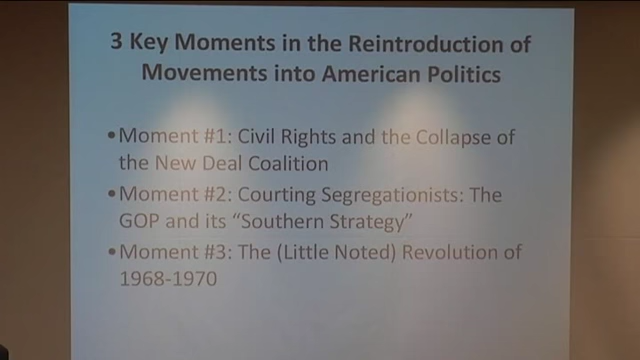 3 Key Moments in the Reintroduction of
Movements into American Politics
•Moment #1: Civil Rights and the Collapse of
the New Deal Coalition
•Moment #2: Courting Segregationists: The
GOP and its “Southern Strategy”
•Moment #3: The (Little Noted) Revolution of
1968-1970